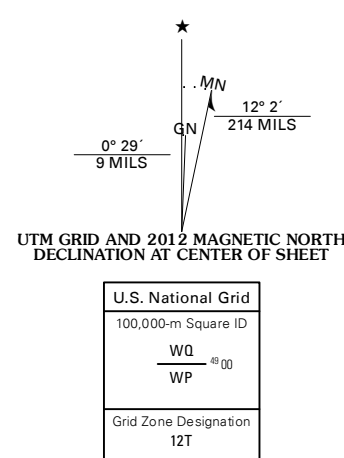 ★
MN
GN
12° 2´
214 MILS
0° 29´
9 MILS
UTM GRID AND 2012 MAGNETIC NORTH
DECLINATION AT CENTER OF SHEET
U.S. National Grid
100,000-m Square ID
WQ
49 00
WP
Grid Zone Designation
12T